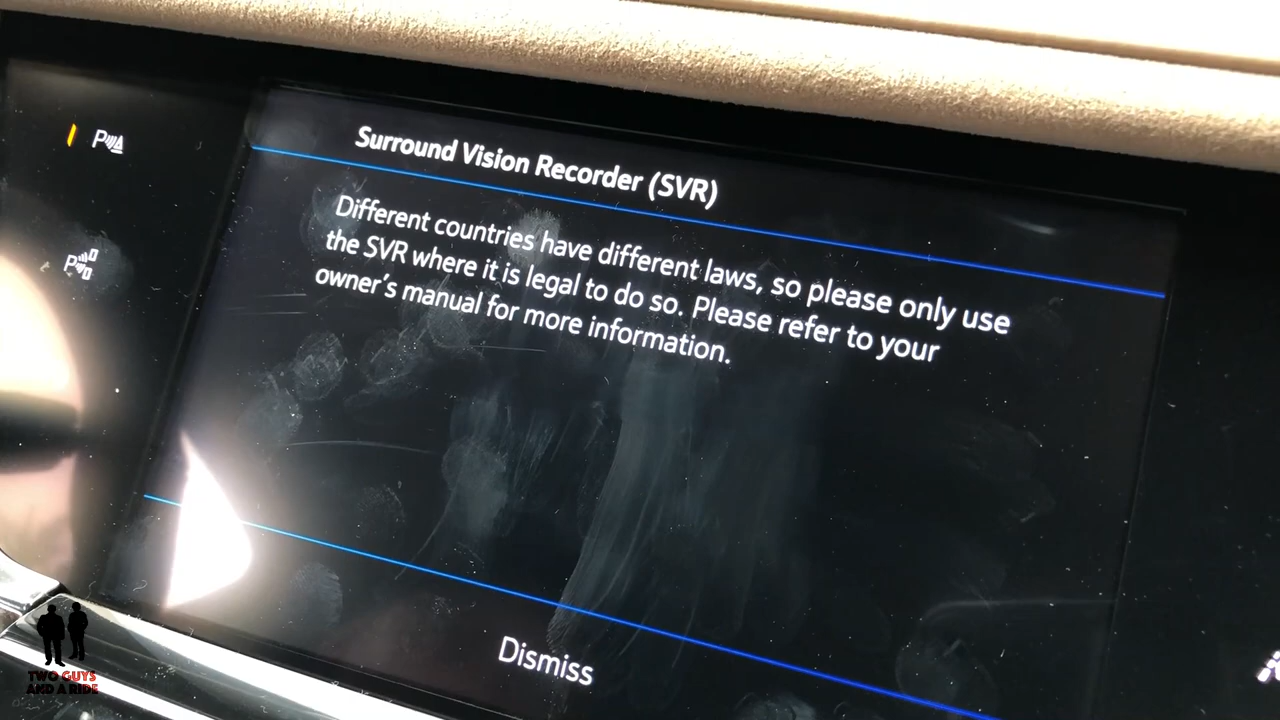 Surround Vision Recorder (SVR)
Different countries have different laws, so please only use
the SVR where it is legal to do so. Please refer to your
owner's manual for more information.
Dismiss
P
P
TWO GUYS
AND A RIDE